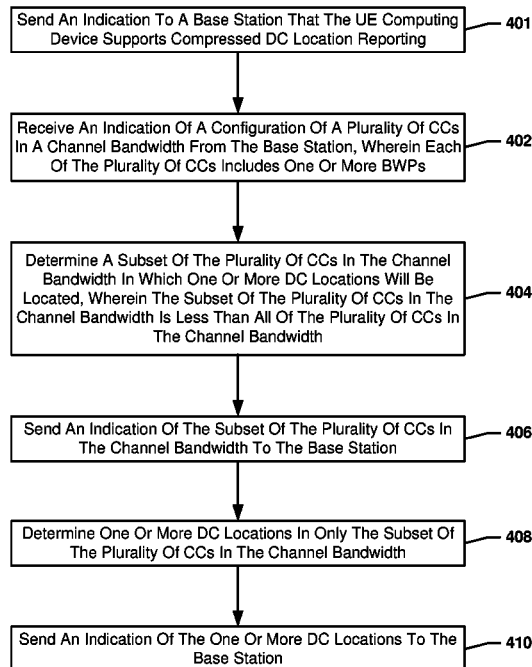 Send An Indication To A Base Station That The UE Computing
Device Supports Compressed DC Location Reporting
401
Receive An Indication Of A Configuration Of A Plurality Of CCs
In A Channel Bandwidth From The Base Station, Wherein Each
Of The Plurality Of CCs Includes One Or More BWPs
402
Determine A Subset Of The Plurality Of CCs In The Channel
Bandwidth In Which One Or More DC Locations Will Be
Located, Wherein The Subset Of The Plurality Of CCs In The
Channel Bandwidth Is Less Than All Of The Plurality Of CCs In
The Channel Bandwidth
404
Send An Indication Of The Subset Of The Plurality Of CCs In
The Channel Bandwidth To The Base Station
406
Determine One Or More DC Locations In Only The Subset Of
The Plurality Of CCs In The Channel Bandwidth
408
Send An Indication Of The One Or More DC Locations To The
Base Station
410